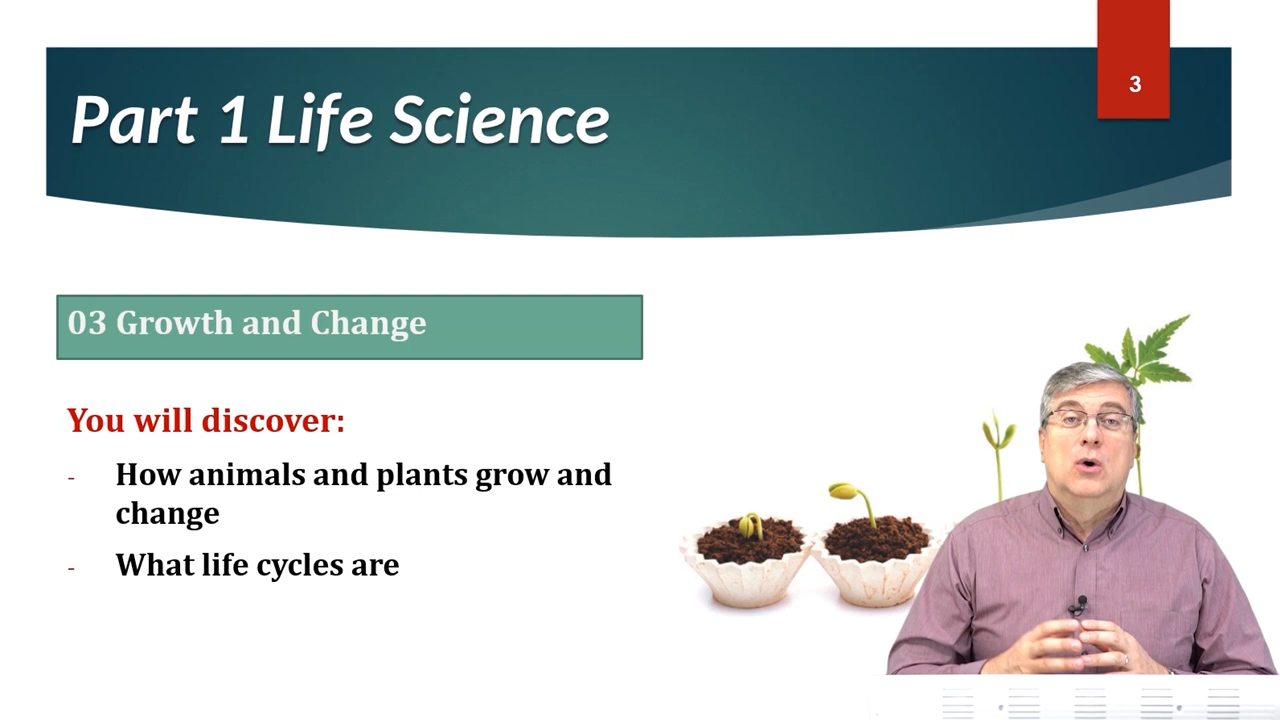 3
Part 1 Life Science
03 Growth and Change
You will discover:
- How animals and plants grow and
change
- What life cycles are